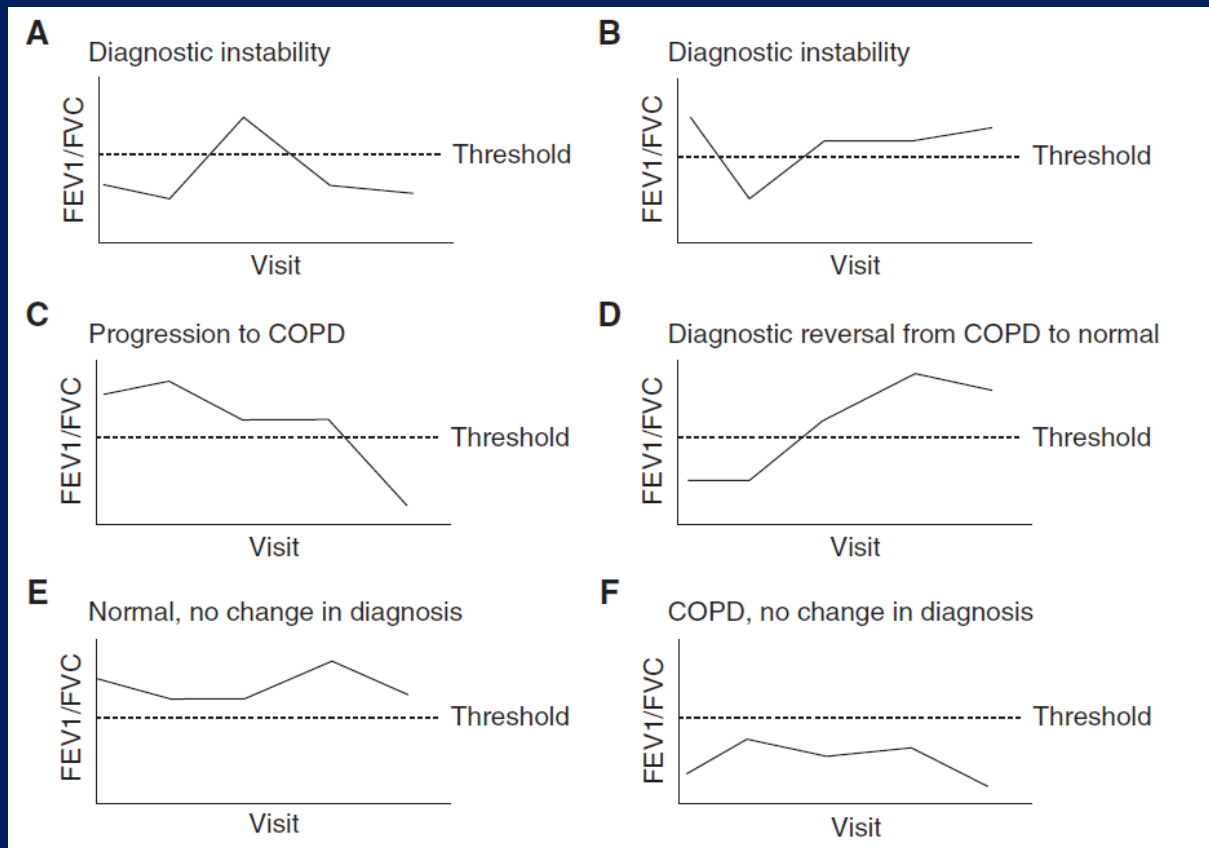 A
Diagnostic instability
FEV1/FVC
Threshold
Visit
B
Diagnostic instability
FEV1/FVC
Threshold
Visit
C
Progression to COPD
FEV1/FVC
Threshold
Visit
D
Diagnostic reversal from COPD to normal
FEV1/FVC
Threshold
Visit
E
Normal, no change in diagnosis
FEV1/FVC
Threshold
Visit
F
COPD, no change in diagnosis
FEV1/FVC
Threshold
Visit